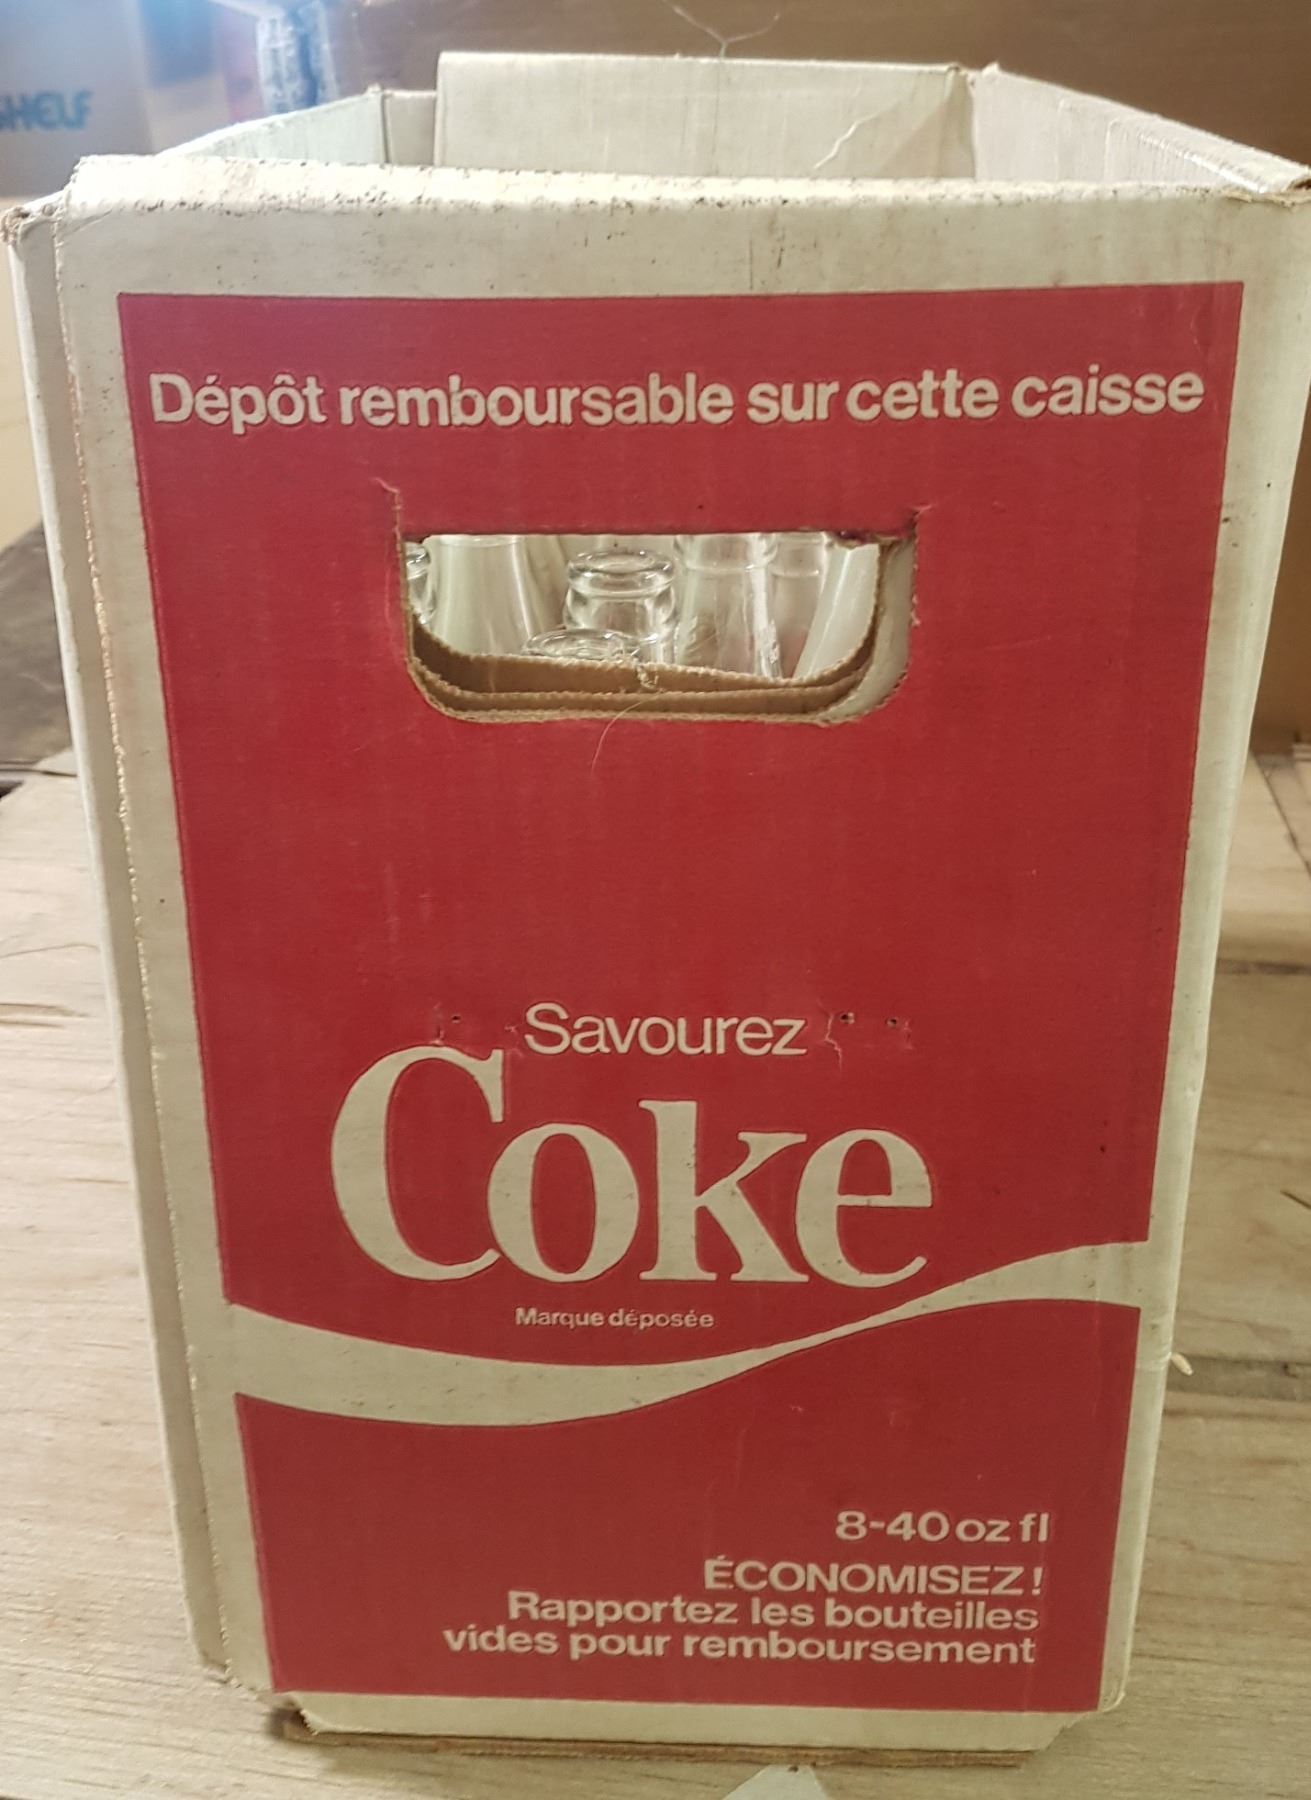 SHELF
Dépôt remboursable sur cette caisse
Savourez
Coke
Marque déposée
8-40 oz fl
ÉCONOMISEZ!
Rapportez les bouteilles
vides pour remboursement